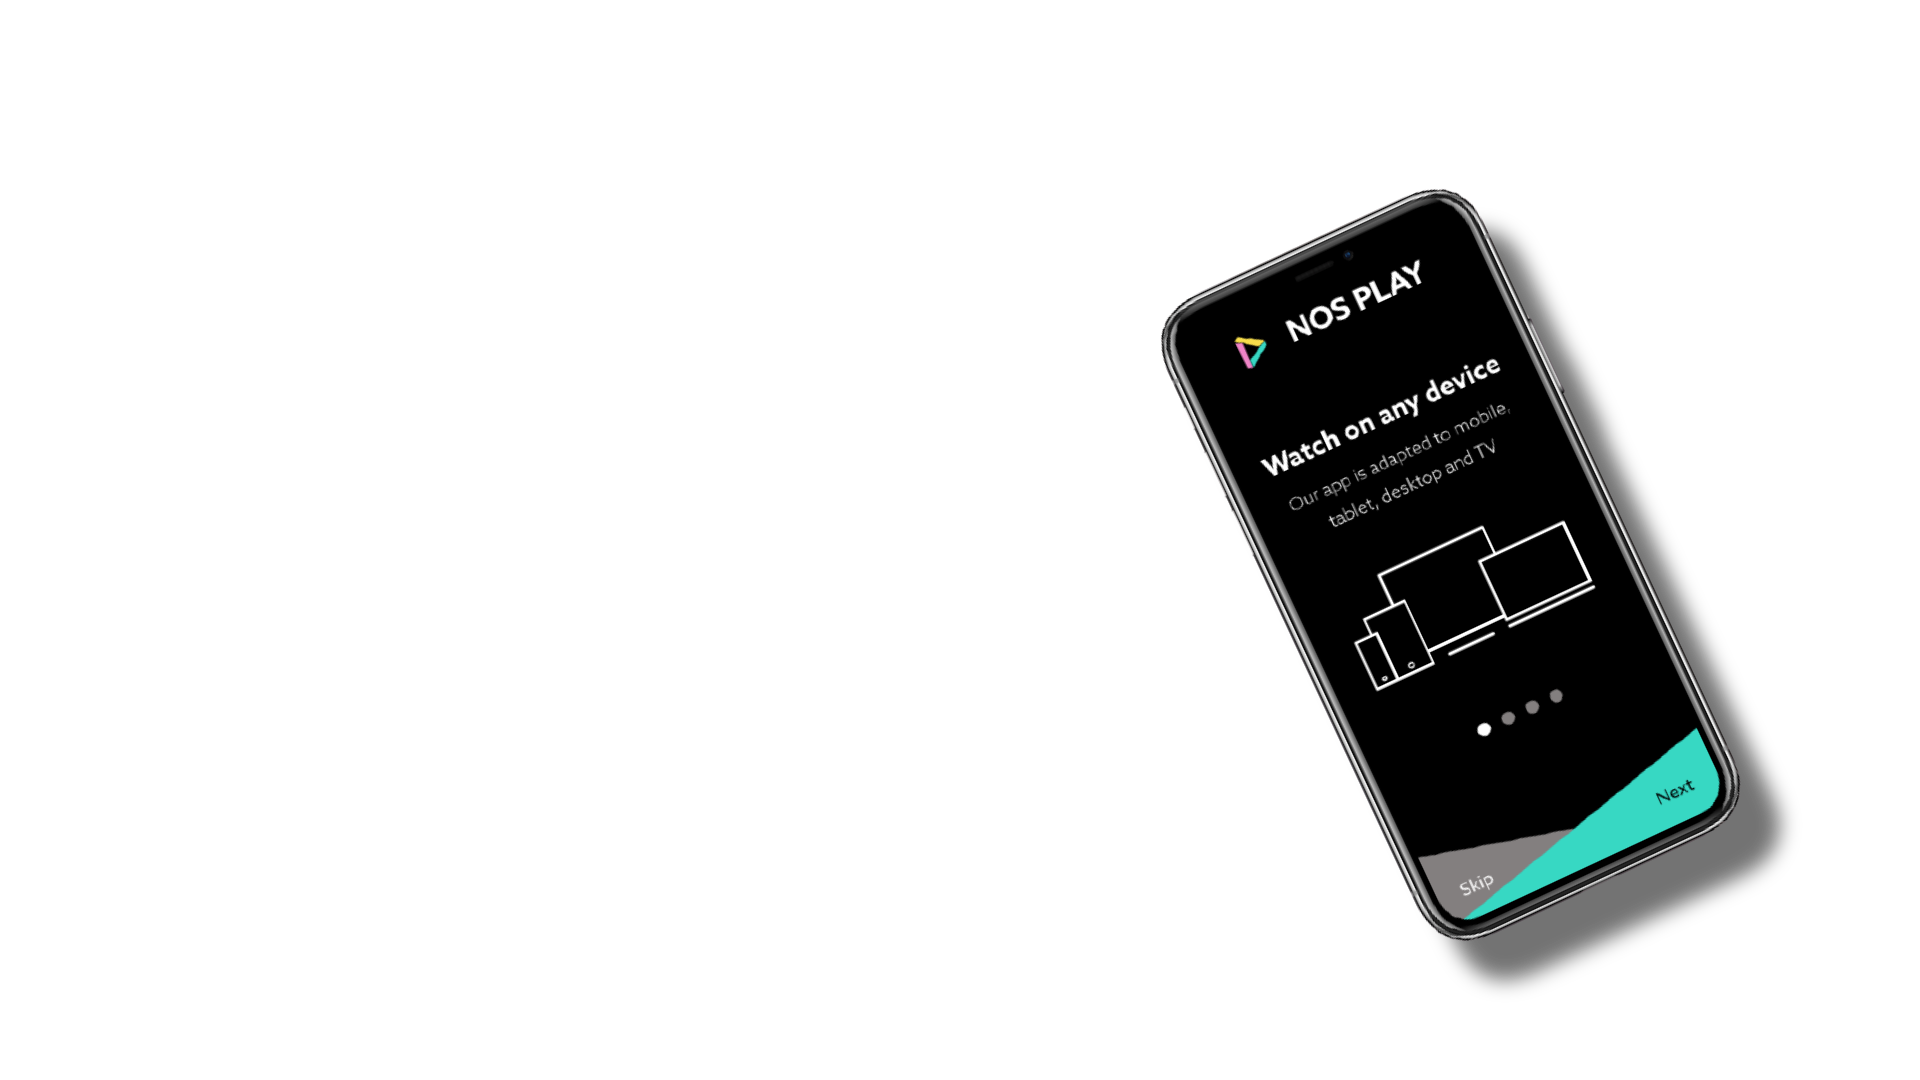 NOS PLAY
Watch on any device
Our app is adapted to mobile,
tablet, desktop and TV
Next
Skip